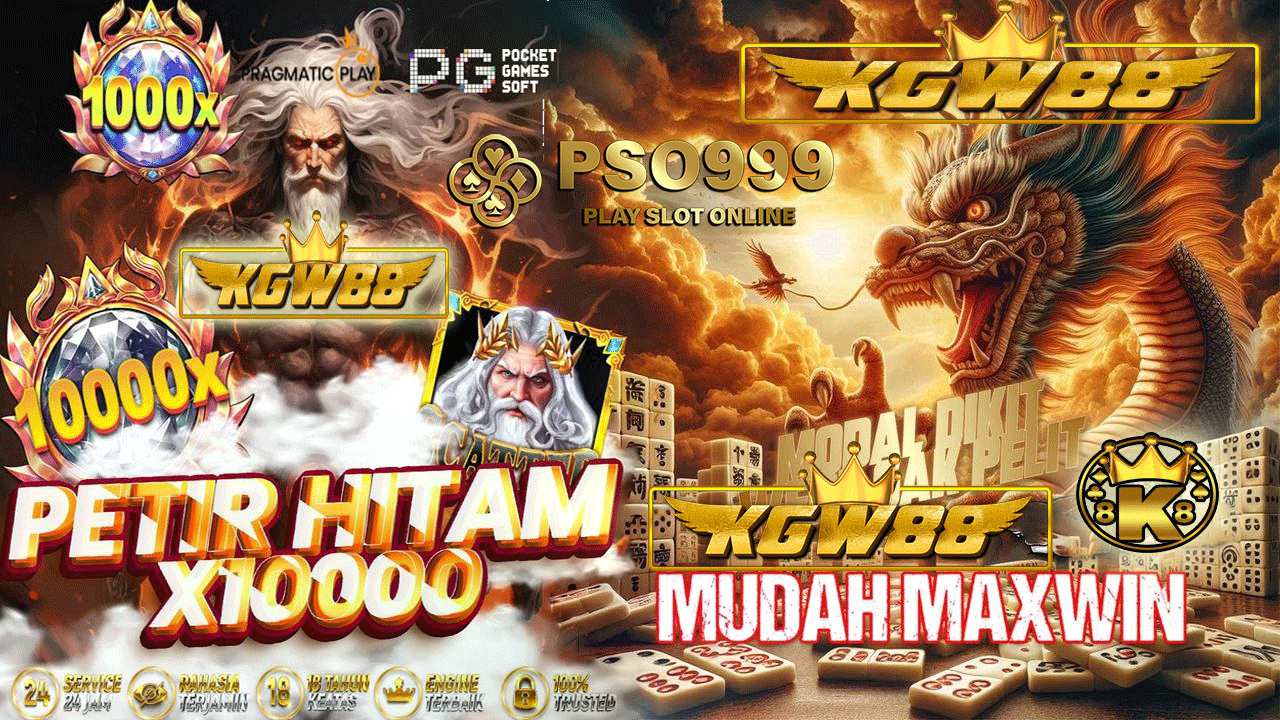 1000x
PRAGMATIC PLAY
PG
POCKET
GAMES
SOFT
KGW88
PSO999
PLAY SLOT ONLINE
KGW88
10000x
MODAL DIKIT
PELIT
PETIR HITAM
X10000
KGW88
8 K 8
MUDAH MAXWIN
24
SERVICE
24 JAM
RAHASIA
TERJAMIN
18
18 TAHUN
KEATAS
ENGINE
TERBAIK
100%
TRUSTED